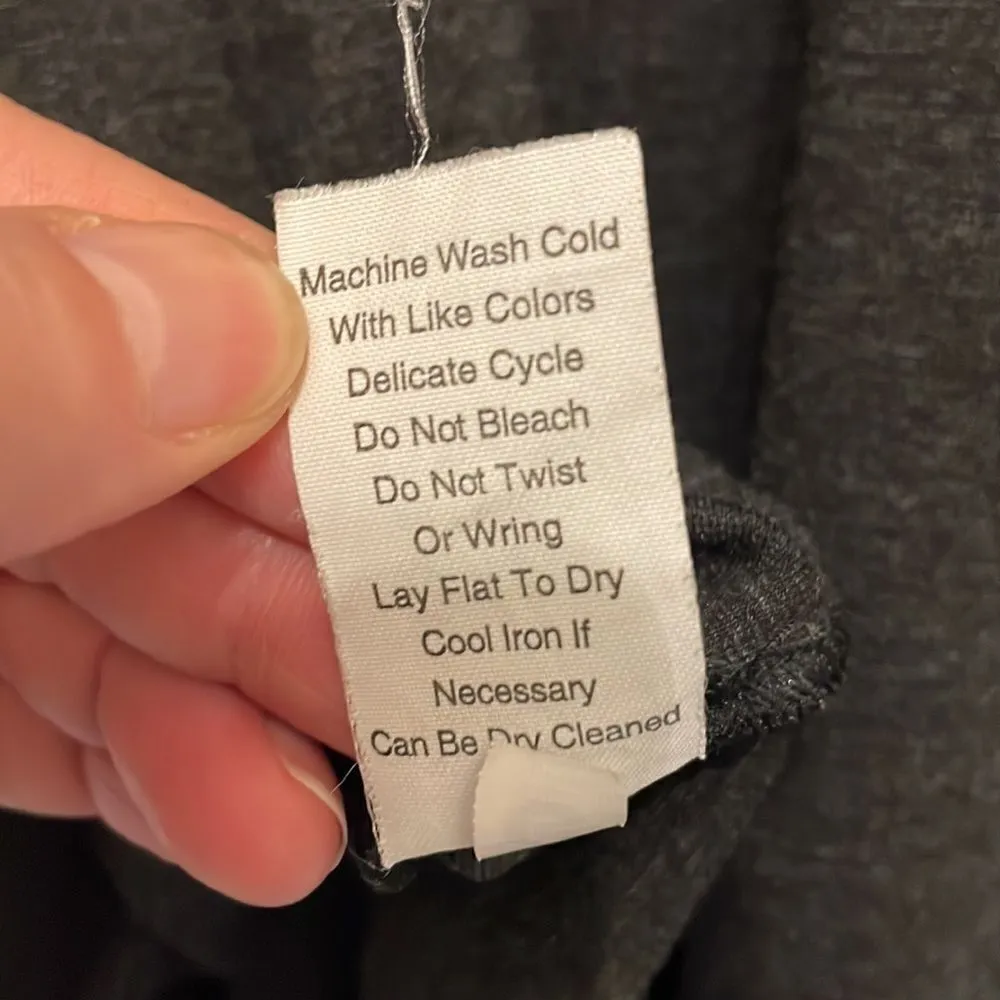 Machine Wash Cold
With Like Colors
Delicate Cycle
Do Not Bleach
Do Not Twist
Or Wring
Lay Flat To Dry
Cool Iron If
Necessary
Can Be Dry Cleaned